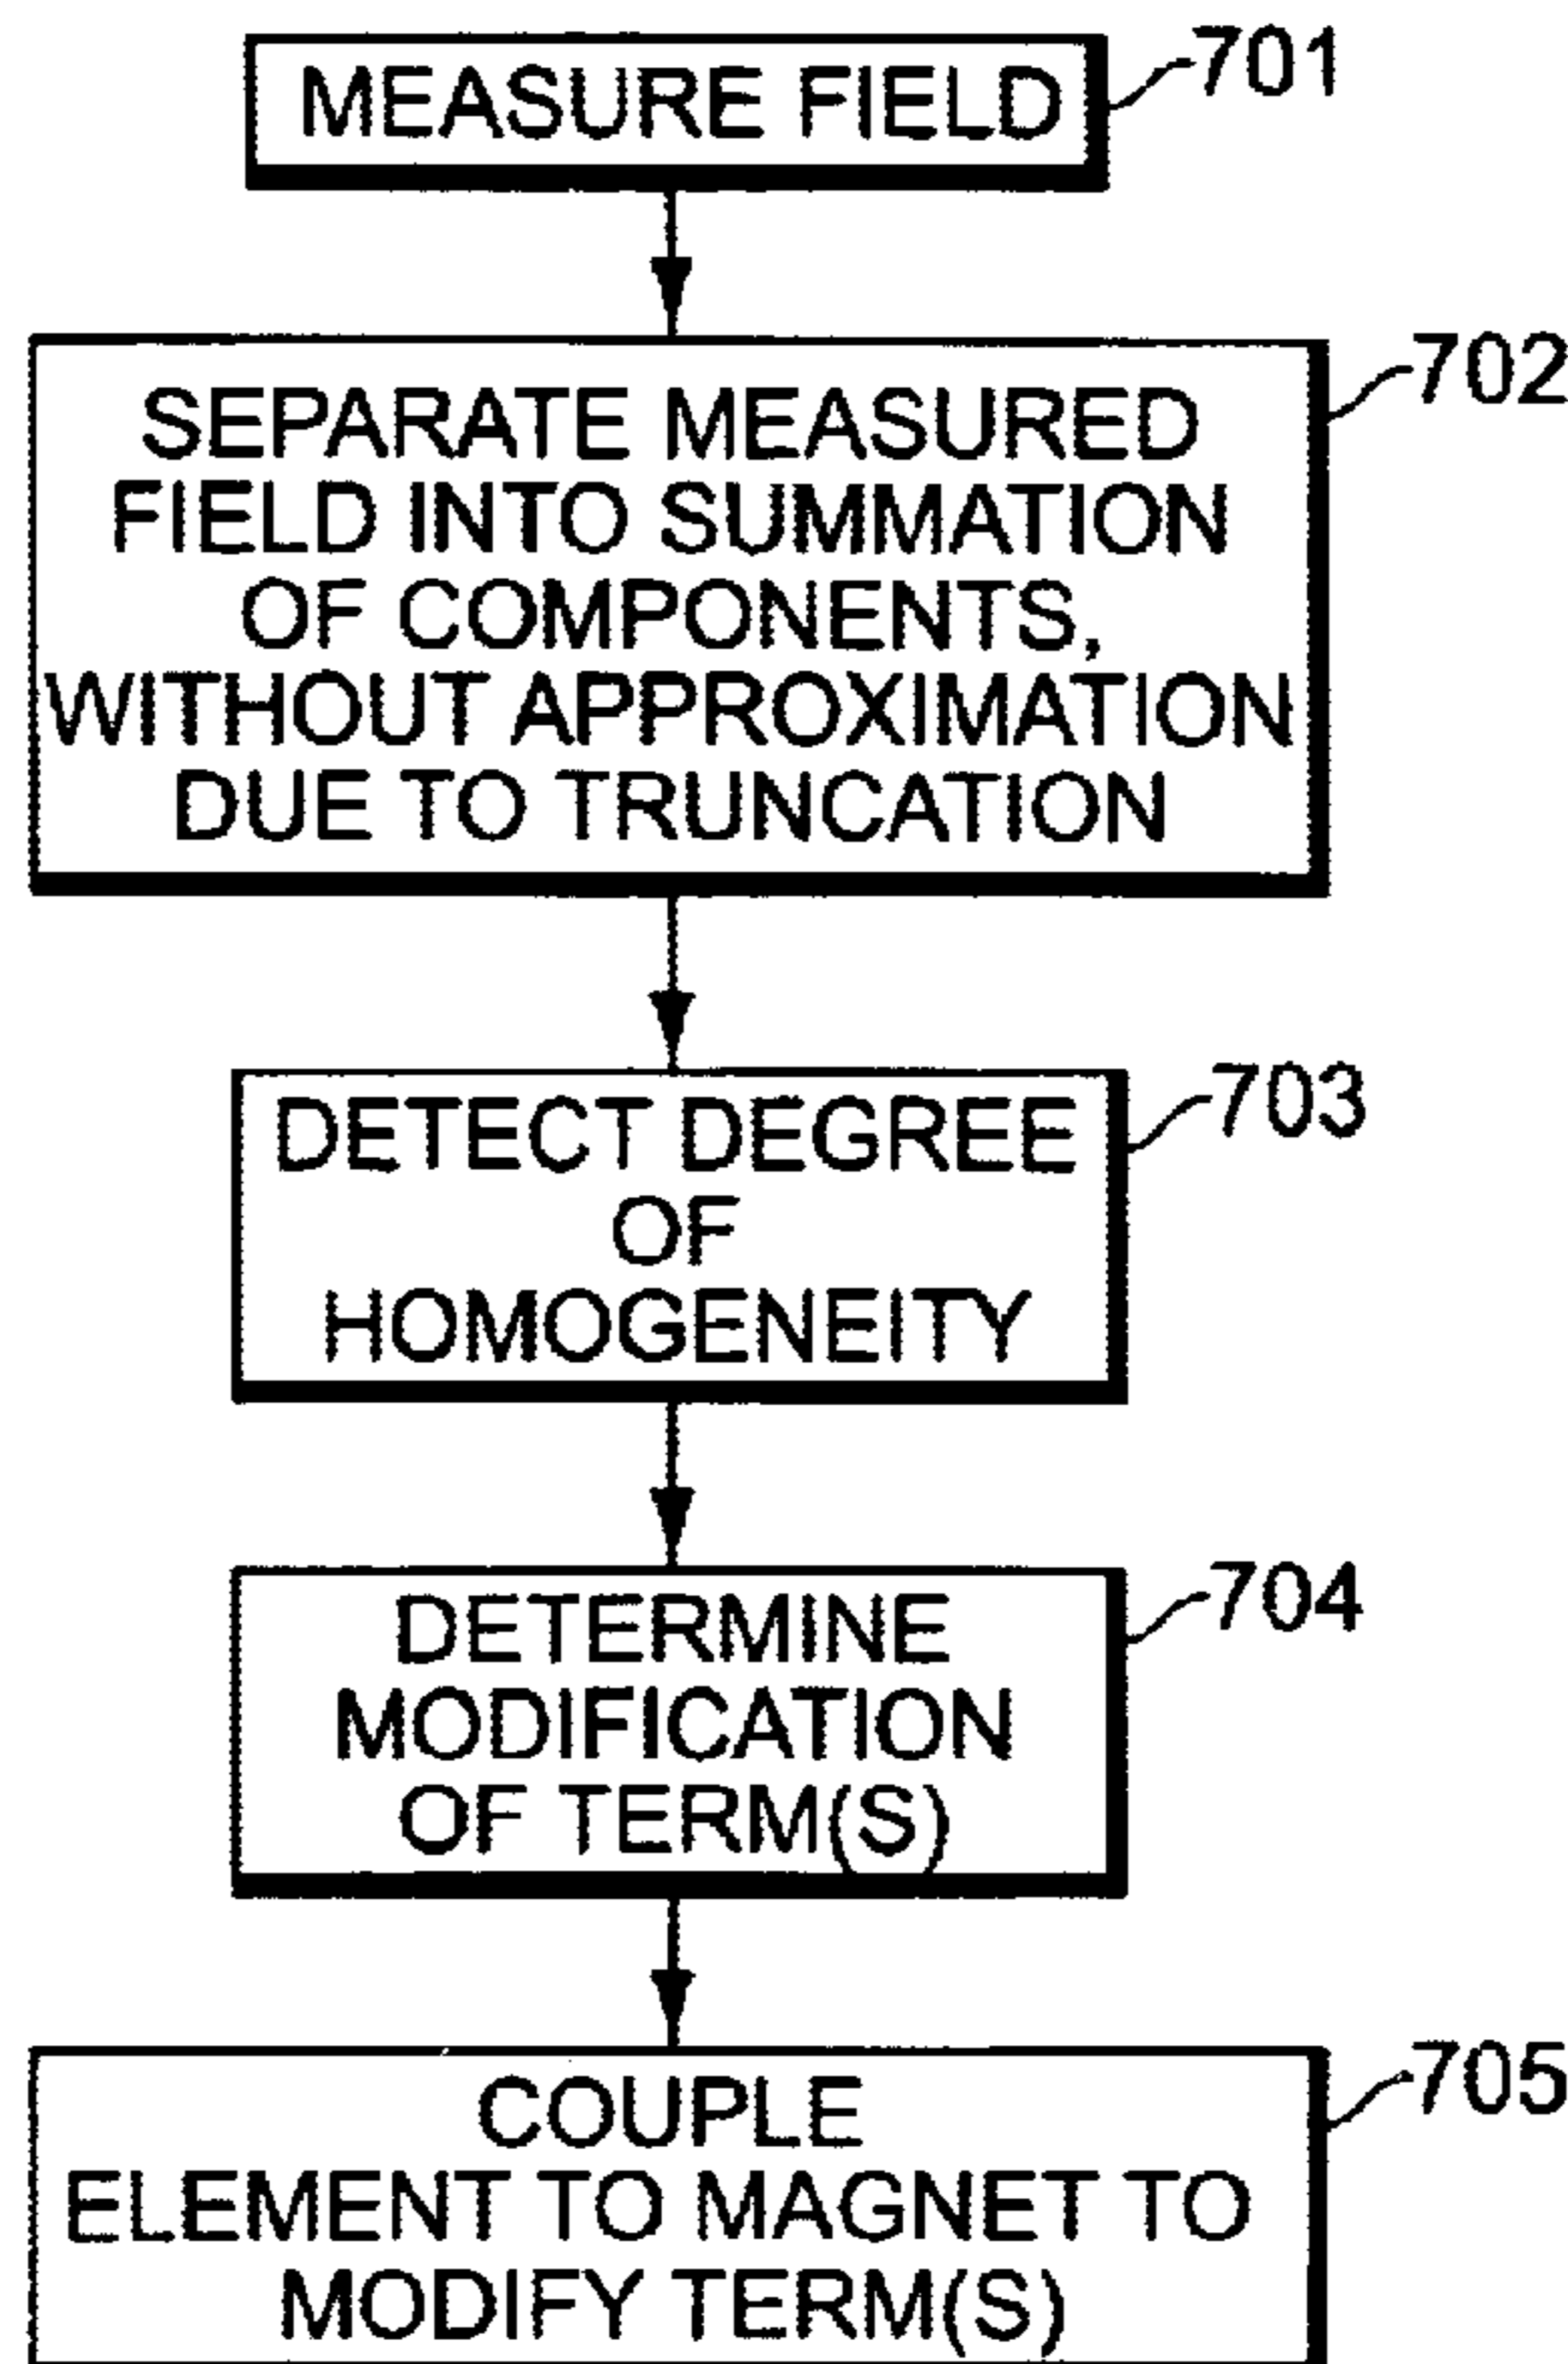 MEASURE FIELD
701
SEPARATE MEASURED
FIELD INTO SUMMATION
OF COMPONENTS,
WITHOUT APPROXIMATION
DUE TO TRUNCATION
702
DETECT DEGREE
OF
HOMOGENEITY
703
DETERMINE
MODIFICATION
OF TERM(S)
704
COUPLE
ELEMENT TO MAGNET TO
MODIFY TERM(S)
705